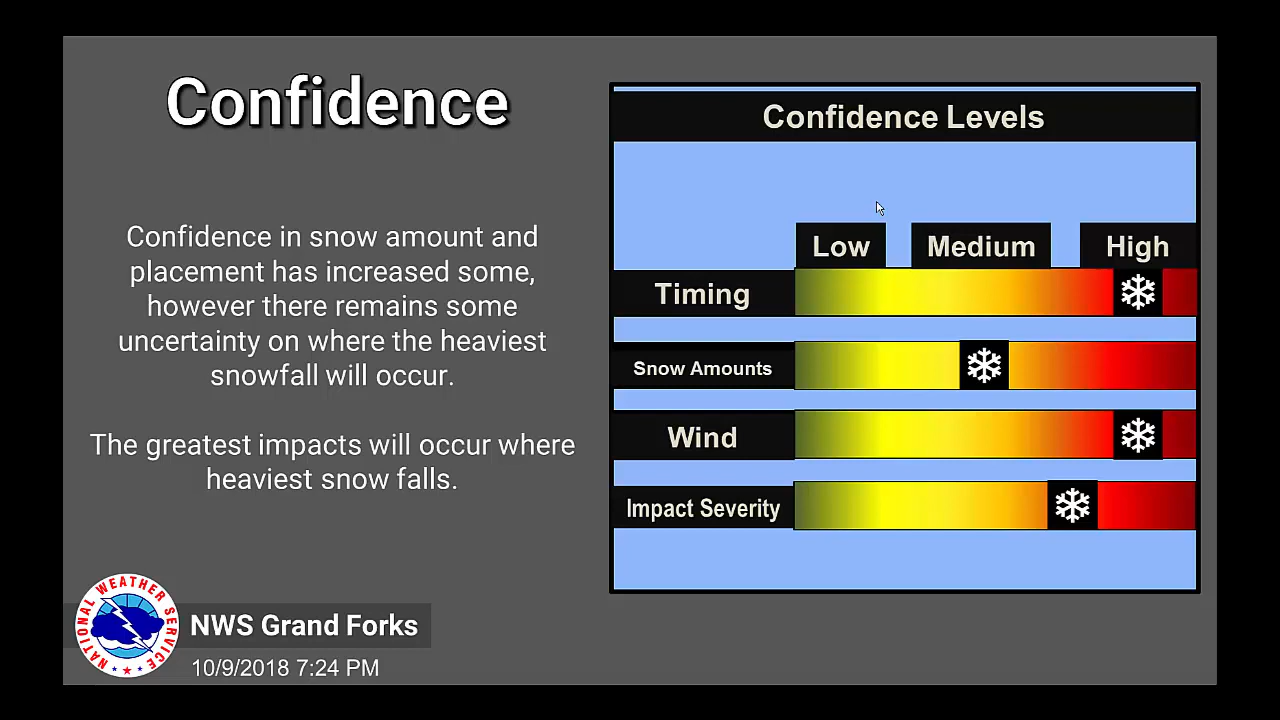 Confidence
Confidence in snow amount and
placement has increased some,
however there remains some
uncertainty on where the heaviest
snowfall will occur.
The greatest impacts will occur where
heaviest snow falls.
Confidence Levels
Low Medium High
Timing
Snow Amounts
Wind
Impact Severity
NATIONAL WEATHER SERVICE
NWS Grand Forks
10/9/2018 7:24 PM